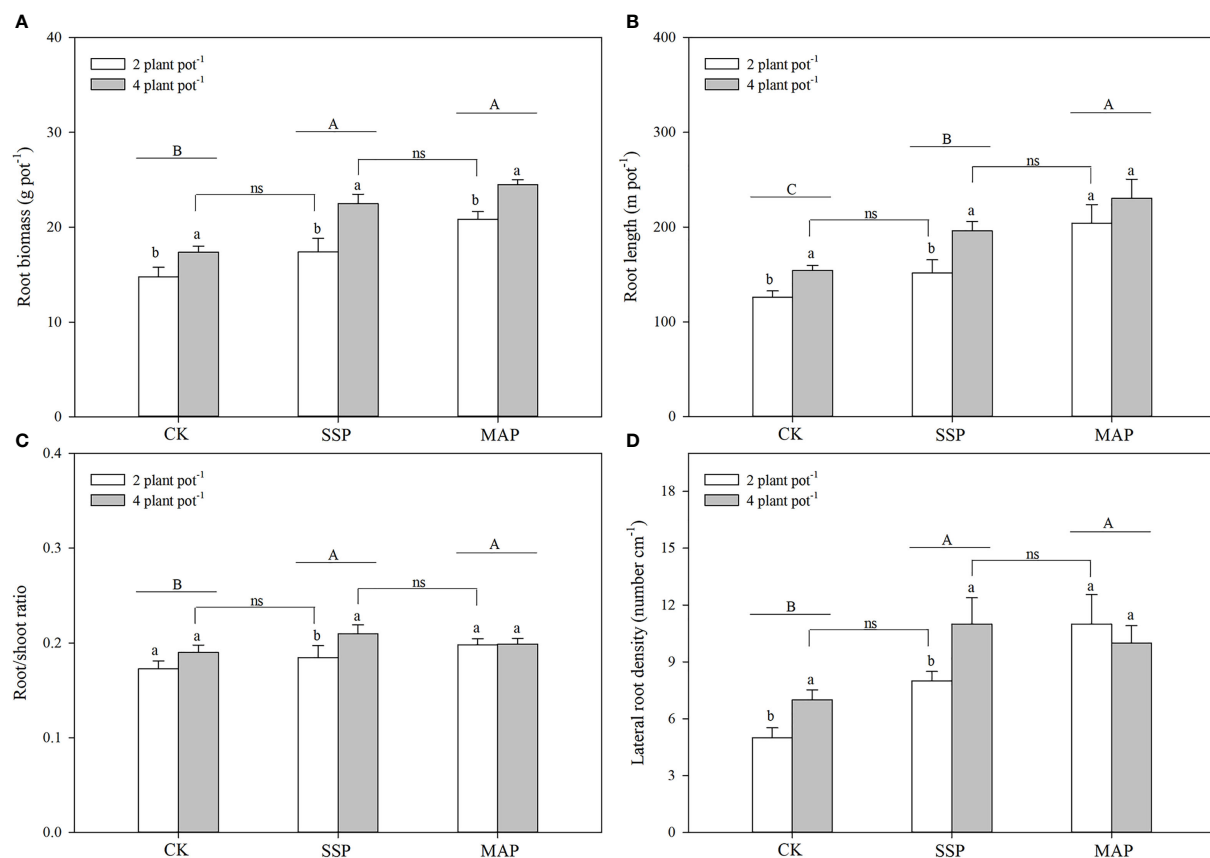 A
Root biomass (g pot⁻¹)
40
30
20
10
0
2 plant pot⁻¹
4 plant pot⁻¹
B
A
A
ns
ns
b
a
b
a
b
a
CK
SSP
MAP
B
Root length (m pot⁻¹)
400
300
200
100
0
2 plant pot⁻¹
4 plant pot⁻¹
C
B
A
ns
ns
b
a
b
a
a
a
CK
SSP
MAP
C
Root/shoot ratio
0.4
0.3
0.2
0.1
0.0
2 plant pot⁻¹
4 plant pot⁻¹
B
A
A
ns
ns
a
a
b
a
a
a
CK
SSP
MAP
D
Lateral root density (number cm⁻¹)
18
15
12
9
6
3
0
2 plant pot⁻¹
4 plant pot⁻¹
B
A
A
ns
ns
b
a
b
a
a
a
CK
SSP
MAP